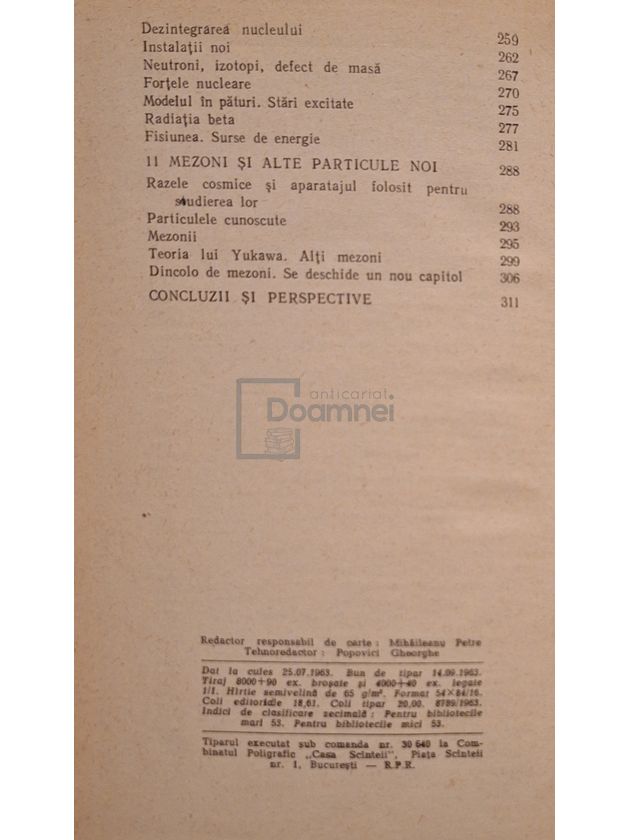 Dezintegrarea nucleului 259
Instalații noi 262
Neutroni, izotopi, defect de masă 267
Forțele nucleare 270
Modelul în pături. Stări excitate 275
Radiația beta 277
Fisiunea. Surse de energie 281
11 MEZONI ȘI ALTE PARTICULE NOI 288
Razele cosmice și aparatajul folosit pentru
studierea lor 288
Particulele cunoscute 293
Mezonii 295
Teoria lui Yukawa. Alți mezoni 299
Dincolo de mezoni. Se deschide un nou capitol 306
CONCLUZII ȘI PERSPECTIVE 311
anticariat
Doamnei
Redactor responsabil de carte : Mihăileanu Petre
Tehnoredactor : Popovici Gheorghe
Dat la cules 25.07.1963. Bun de tipar 14.09.1963.
Tiraj 8000+90 ex. broșate și 4000+40 ex. legate
1/1. Hîrtie semivelină de 65 g/m². Format 54×84/16.
Coli editoriale 18,61. Coli tipar 20,00. 8789/1963.
Indici de clasificare zecimală : Pentru bibliotecile
mari 53. Pentru bibliotecile mici 53.
Tiparul executat sub comanda nr. 30 640 la Com-
binatul Poligrafic „Casa Scînteii", Piața Scînteii
nr. 1, București — R.P.R.